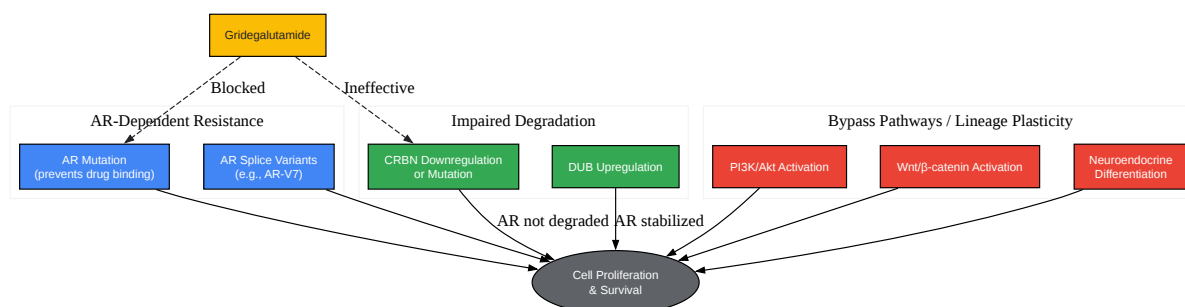 Gridegalutamide
Blocked
Ineffective
AR-Dependent Resistance
Impaired Degradation
Bypass Pathways / Lineage Plasticity
AR Mutation
(prevents drug binding)
AR Splice Variants
(e.g., AR-V7)
CRBN Downregulation
or Mutation
DUB Upregulation
PI3K/Akt Activation
Wnt/β-catenin Activation
Neuroendocrine
Differentiation
AR not degraded
AR stabilized
Cell Proliferation
& Survival